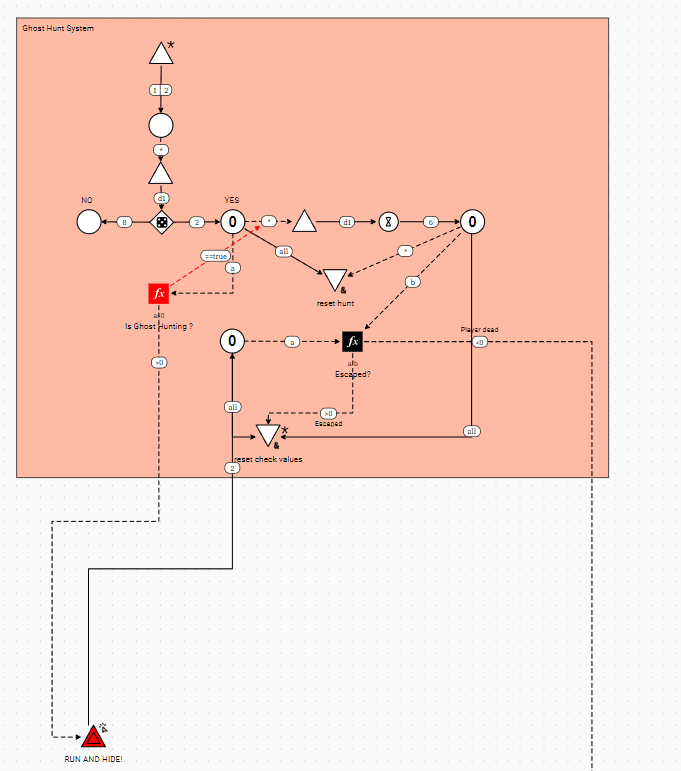 Ghost Hunt System
*
1 2
*
d1
NO
8
2
YES
0
*
d1
6
0
==true
a
all
*
b
&
reset hunt
fx
a>0
Is Ghost Hunting ?
0
a
fx
Escaped?
Player dead
<0
>0
>0
Escaped
all
*
&
all
reset check values
2
RUN AND HIDE!